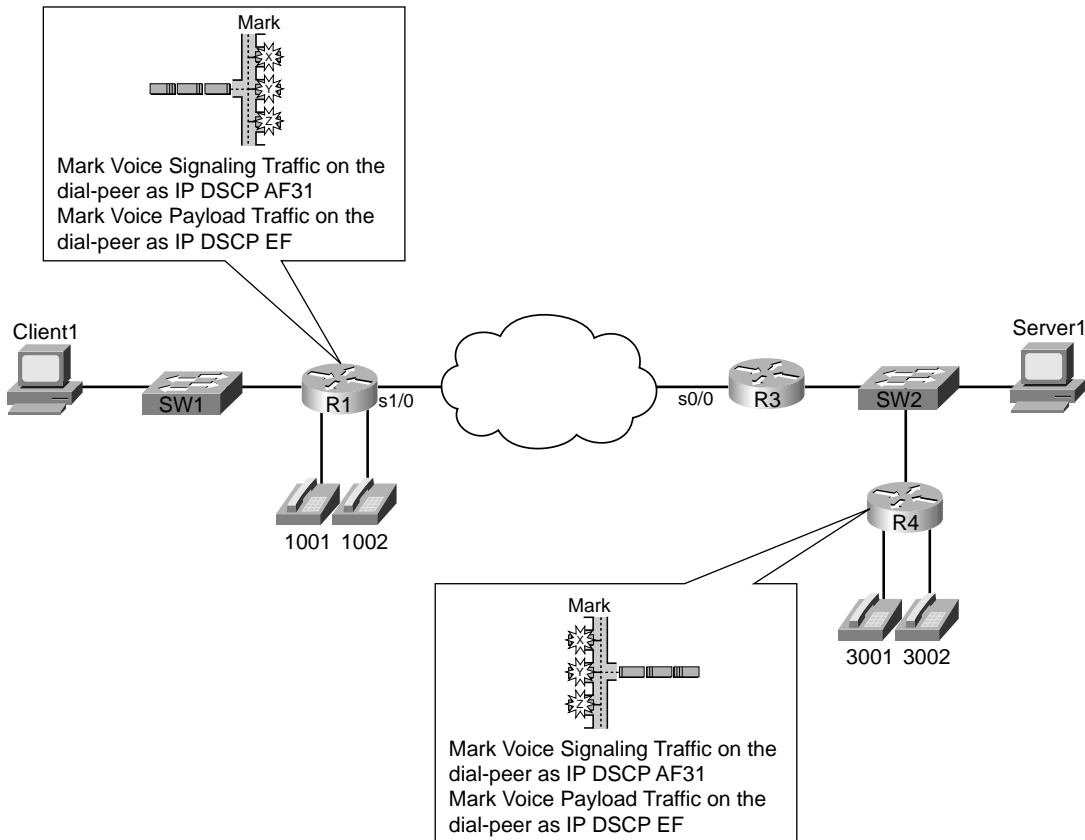 Mark
X
Y
Z
Mark Voice Signaling Traffic on the
dial-peer as IP DSCP AF31
Mark Voice Payload Traffic on the
dial-peer as IP DSCP EF
Client1
SW1
R1
s1/0
1001
1002
s0/0
R3
SW2
Server1
R4
3001
3002
Mark
X
Y
Z
Mark Voice Signaling Traffic on the
dial-peer as IP DSCP AF31
Mark Voice Payload Traffic on the
dial-peer as IP DSCP EF